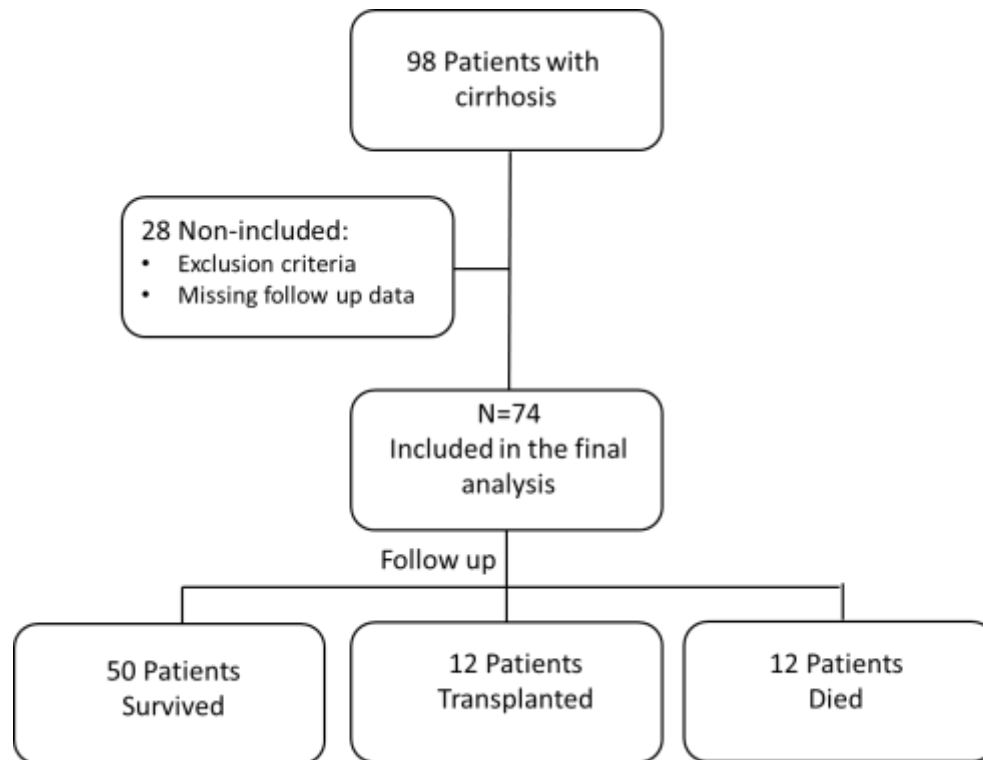 98 Patients with
cirrhosis
28 Non-included:
• Exclusion criteria
• Missing follow up data
N=74
Included in the final
analysis
Follow up
50 Patients
Survived
12 Patients
Transplanted
12 Patients
Died